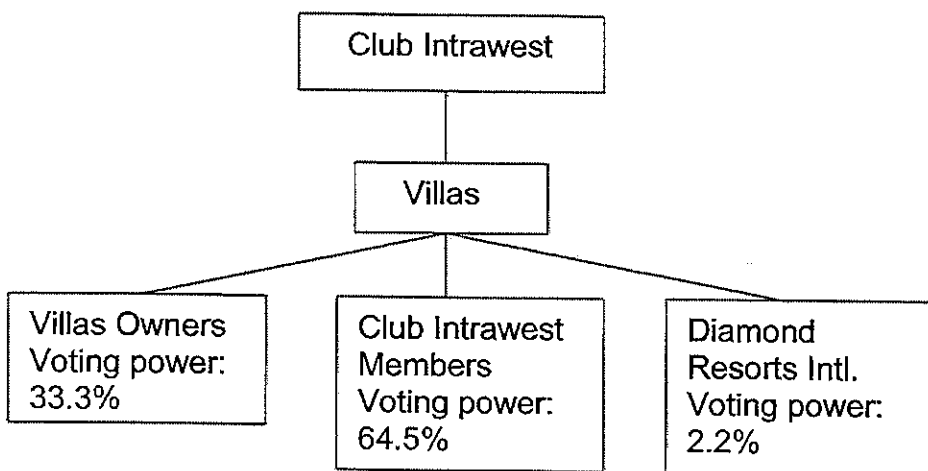 Club Intrawest
Villas
Villas Owners
Voting power:
33.3%
Club Intrawest
Members
Voting power:
64.5%
Diamond
Resorts Intl.
Voting power:
2.2%